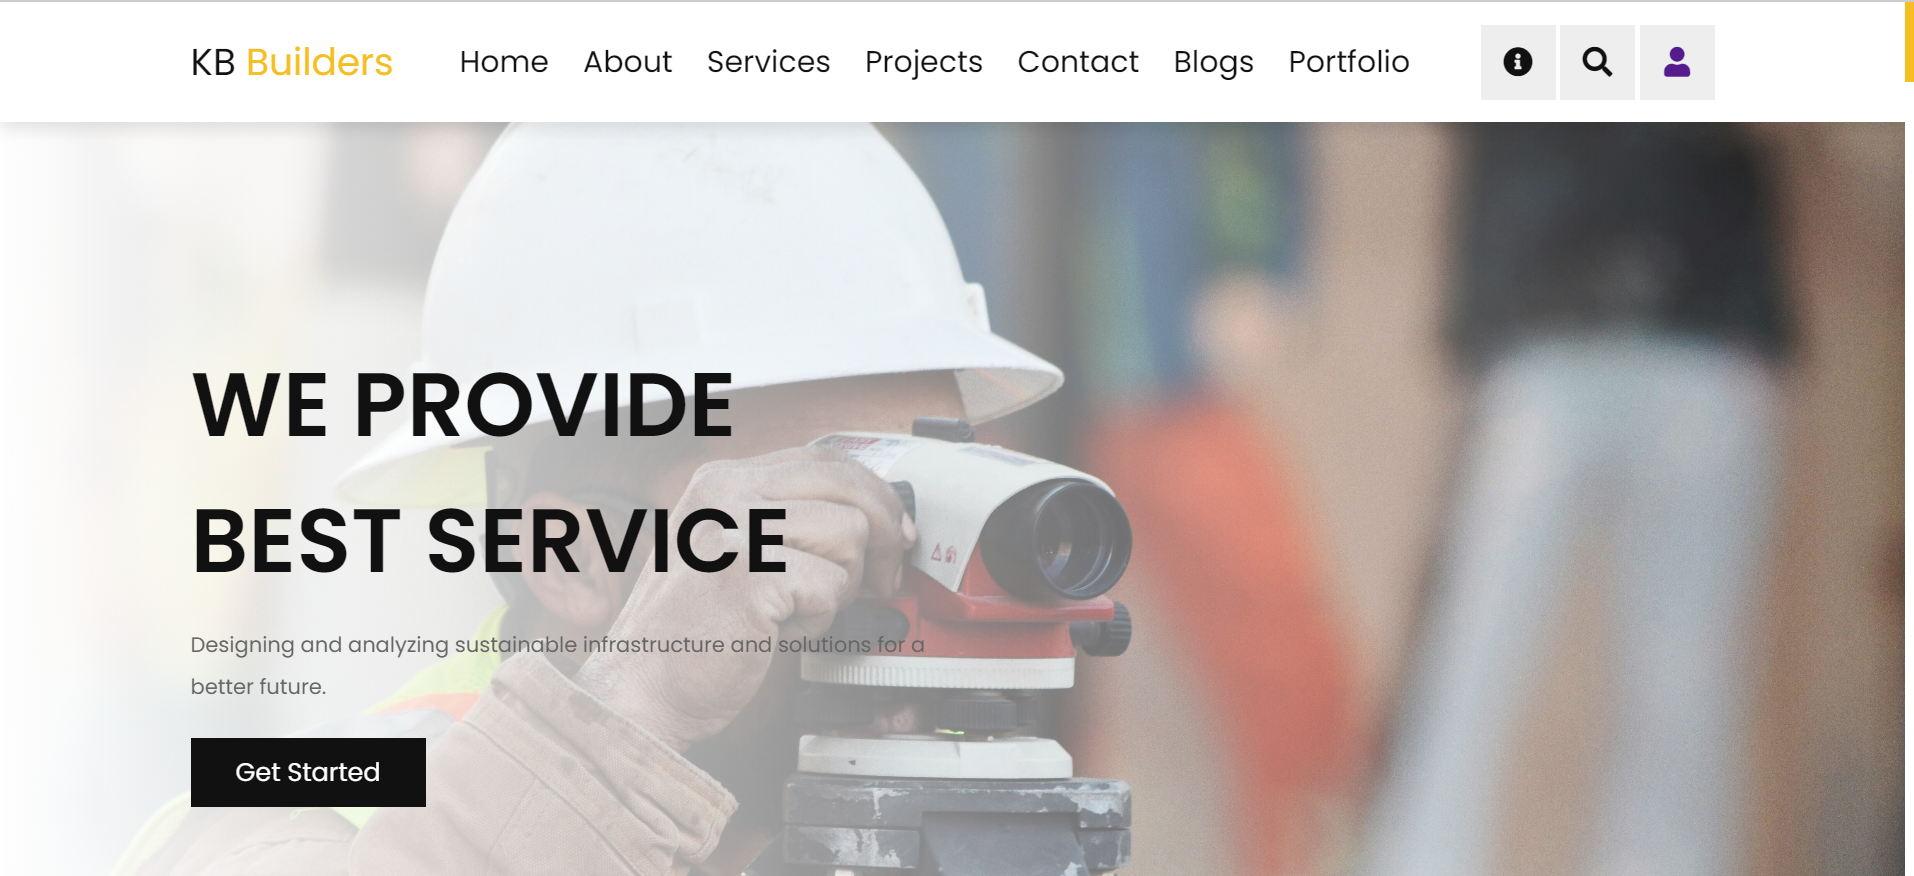 KB Builders Home About Services Projects Contact Blogs Portfolio
WE PROVIDE
BEST SERVICE
Designing and analyzing sustainable infrastructure and solutions for a
better future.
Get Started